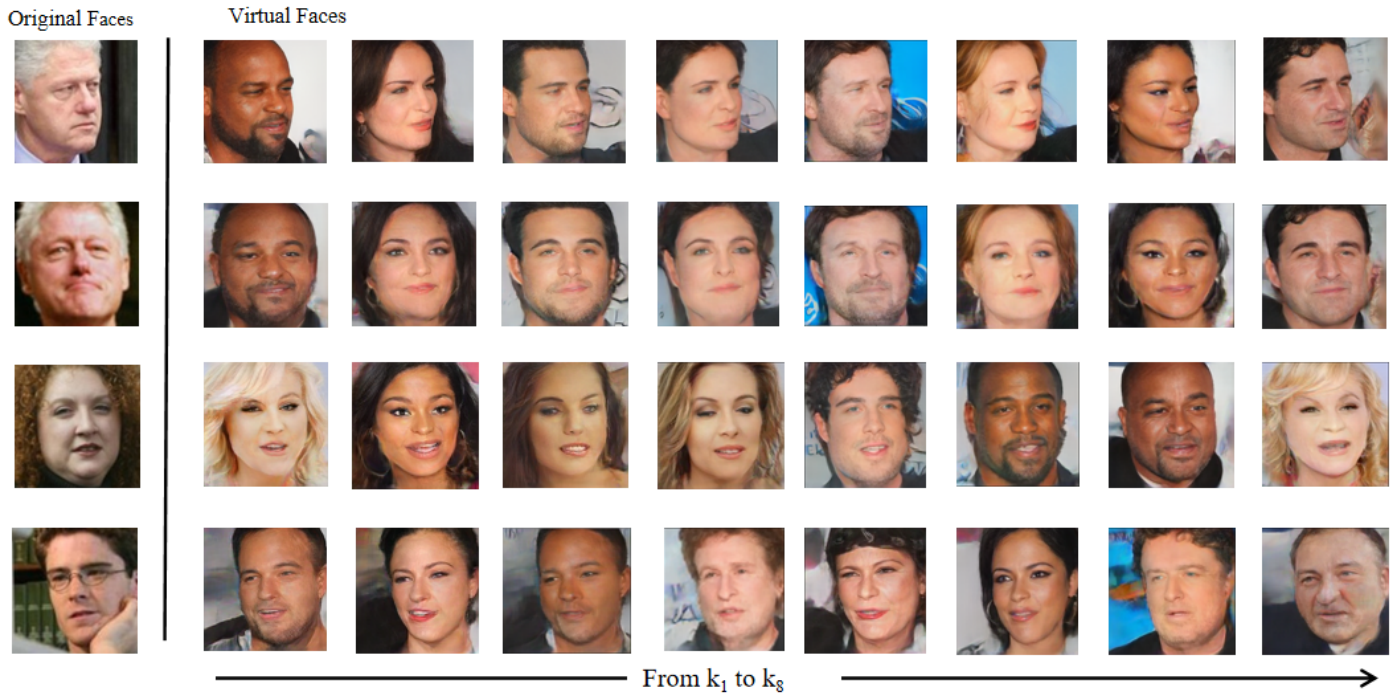 Original Faces
Virtual Faces
From k₁ to k₈